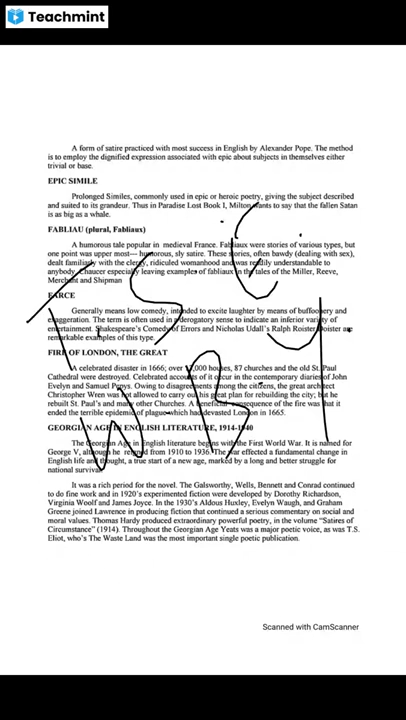 Teachmint
A form of satire practiced with most success in English by Alexander Pope. The method
is to employ the dignified expression associated with epic about subjects in themselves either
trivial or base.
EPIC SIMILE
Prolonged Similes, commonly used in epic or heroic poetry, giving the subject described
and suited to its grandeur. Thus in Paradise Lost Book I, Milton wants to say that the fallen Satan
is as big as a whale.
FABLIAU (plural, Fabliaux)
A humorous tale popular in medieval France. Fabliaux were stories of various types, but
one point was upper most— humorous, sly satire. These stories, often bawdy (dealing with sex),
dealt familiarly with the clergy, ridiculed womanhood and was readily understandable to
anybody. Chaucer especially leaving examples of fabliaux in the tales of the Miller, Reeve,
Merchant and Shipman
FARCE
Generally means low comedy, intended to excite laughter by means of buffoonery and
exaggeration. The term is often used in a derogatory sense to indicate an inferior variety of
entertainment. Shakespeare's Comedy of Errors and Nicholas Udall's Ralph Roister Doister are
remarkable examples of this type.
FIRE OF LONDON, THE GREAT
A celebrated disaster in 1666; over houses, 87 churches and the old St. Paul
Cathedral were destroyed. Celebrated accounts of it occur in the contemporary diaries of John
Evelyn and Samuel Pepys. Owing to disagreements among the citizens, the great architect
Christopher Wren was not allowed to carry out his great plan for rebuilding the city; but he
rebuilt St. Paul's and many other Churches. A beneficial consequence of the fire was that it
ended the terrible epidemic of plague which had devasted London in 1665.
GEORGIAN AGE IN ENGLISH LITERATURE, 1914-1940
The Georgian Age in English literature begins with the First World War. It is named for
George V, although he reigned from 1910 to 1936. The war effected a fundamental change in
English life and thought, a true start of a new age, marked by a long and better struggle for
national survival.
It was a rich period for the novel. The Galsworthy, Wells, Bennett and Conrad continued
to do fine work and in 1920's experimented fiction were developed by Dorothy Richardson,
Virginia Woolf and James Joyce. In the 1930's Aldous Huxley, Evelyn Waugh, and Graham
Greene joined Lawrence in producing fiction that continued a serious commentary on social and
moral values. Thomas Hardy produced extraordinary powerful poetry, in the volume "Satires of
Circumstance" (1914). Throughout the Georgian Age Yeats was a major poetic voice, as was T.S.
Eliot, who's The Waste Land was the most important single poetic publication.
Scanned with CamScanner